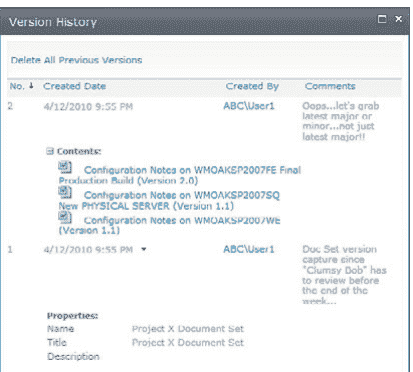 Version History
Delete All Previous Versions
No. Created Date Created By Comments
2 4/12/2010 9:55 PM ABC\User1 Oops...let's grab
latest major or
minor...not just
latest major!!
Contents:
Configuration Notes on WMOAKSP2007FE Final
Production Build (Version 2.0)
Configuration Notes on WMOAKSP2007SQ
New PHYSICAL SERVER (Version 1.1)
Configuration Notes on WMOAKSP2007WE
(Version 1.1)
1 4/12/2010 9:55 PM ABC\User1 Doc Set version
capture since
"Clumsy Bob" has
to review before
the end of the
week...
Properties:
Name Project X Document Set
Title Project X Document Set
Description